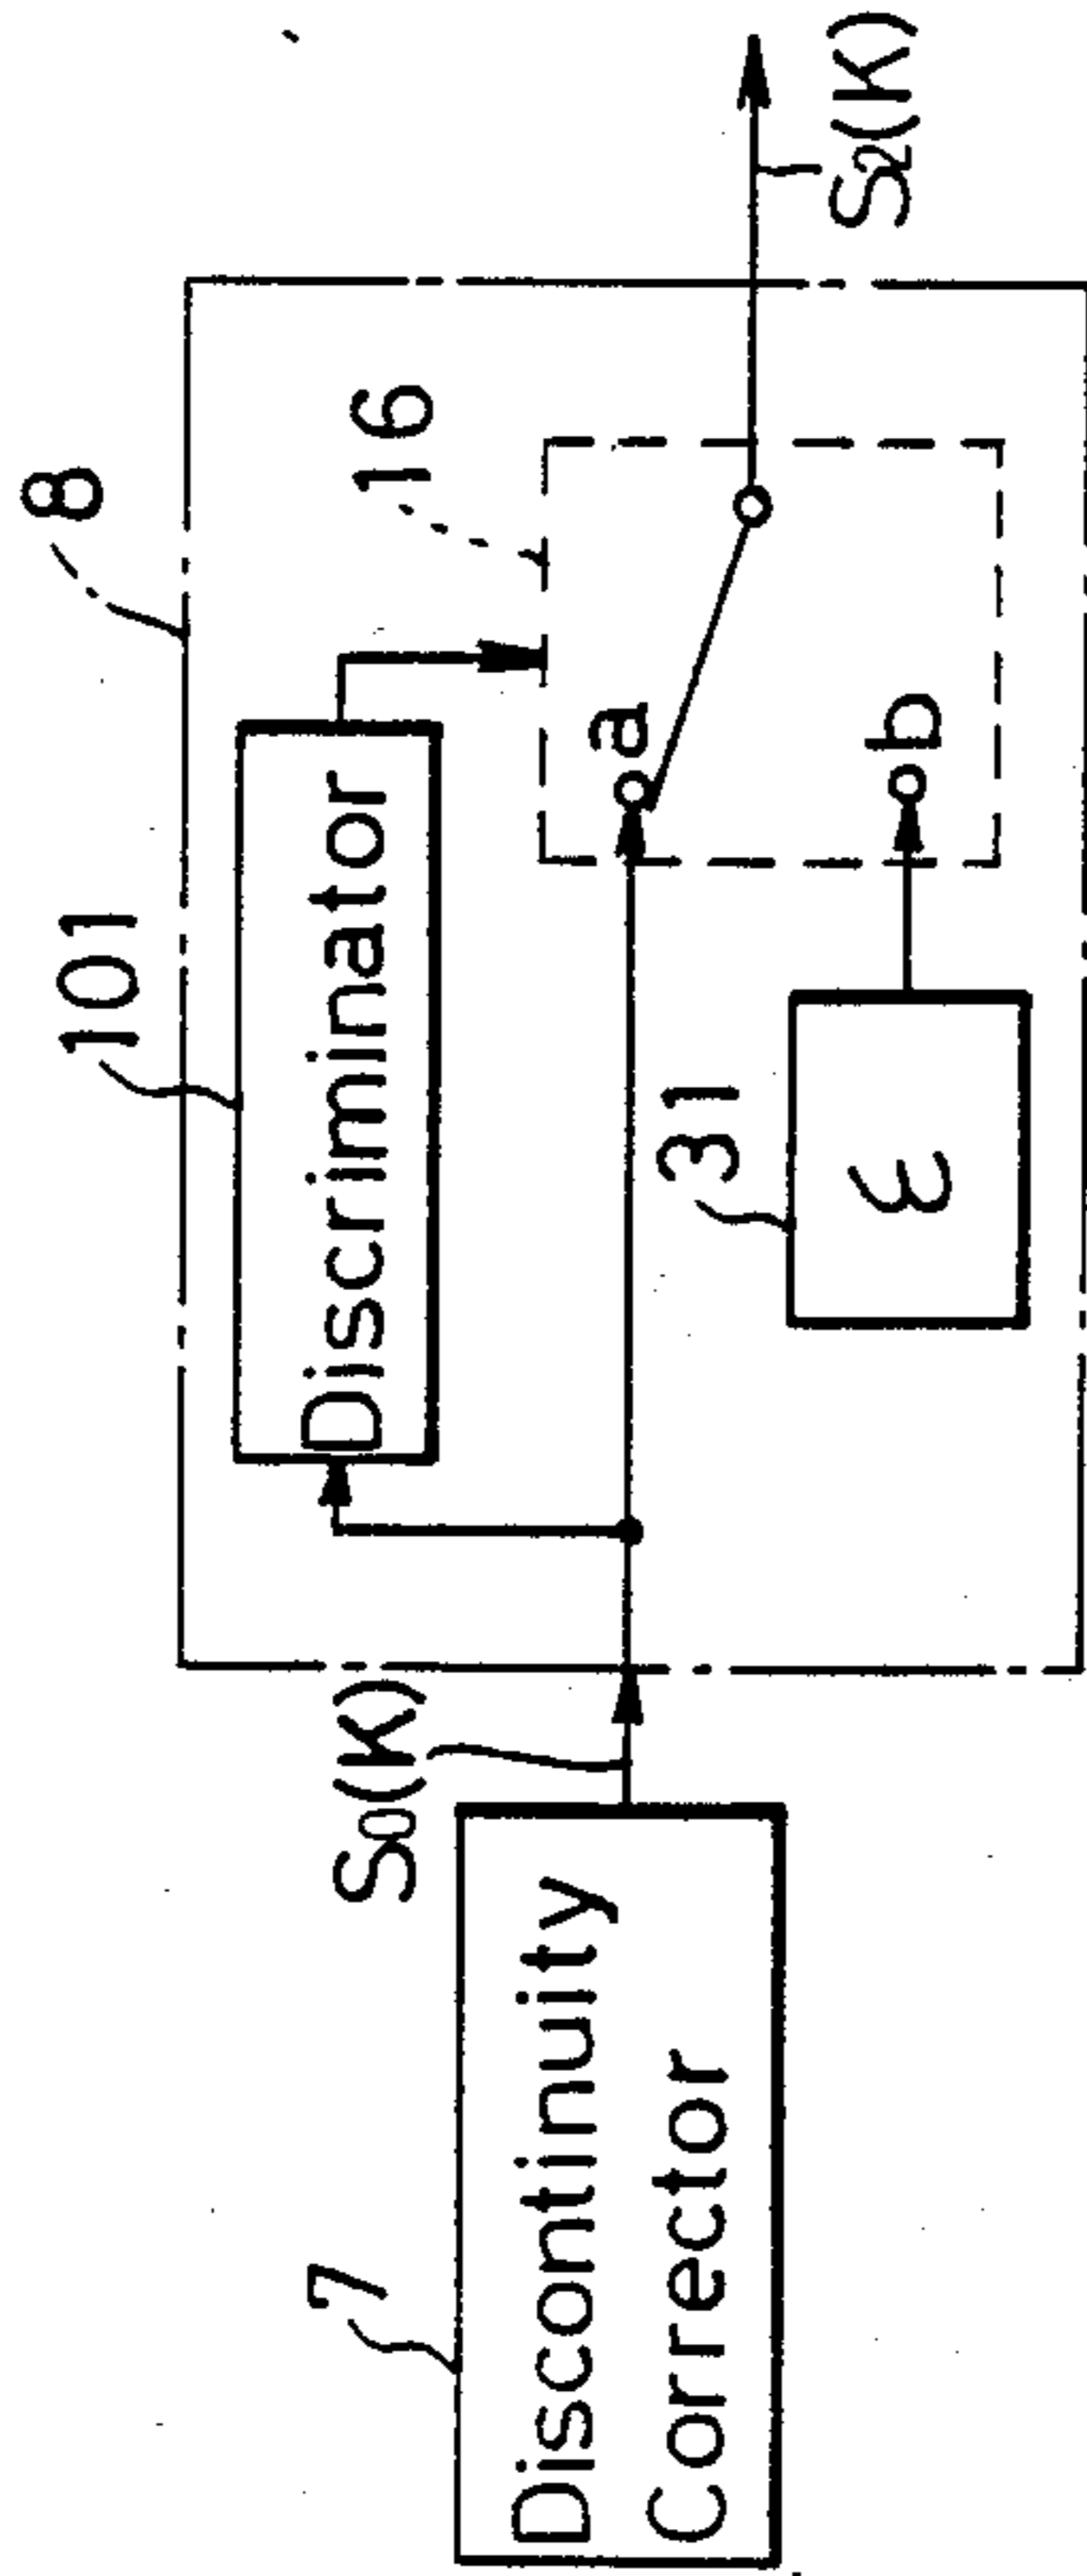 8
101
Discriminator
16
S0(K)
a
S2(K)
7
Discontinuity
Corrector
31
ε
b